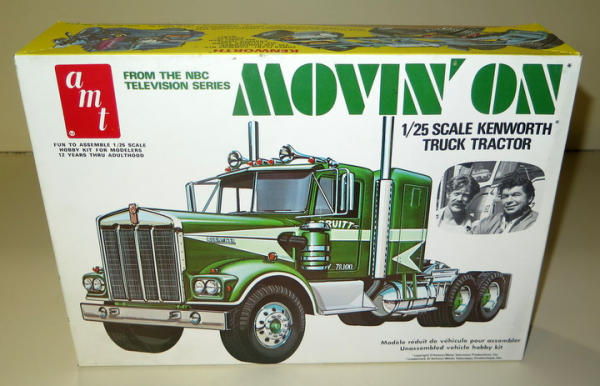 KENWORTH
amt
FROM THE NBC
TELEVISION SERIES
MOVIN' ON
1/25 SCALE KENWORTH
TRUCK TRACTOR
FUN TO ASSEMBLE 1/25 SCALE
HOBBY KIT FOR MODELERS
12 YEARS THRU ADULTHOOD
PRUITT
Modèle réduit de véhicule pour assembler
Unassembled vehicle hobby kit